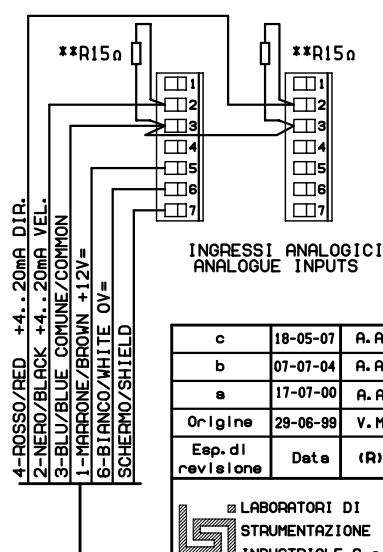 **R15Ω
**R15Ω
1
2
3
4
5
6
7
1
2
3
4
5
6
7
4-ROSSO/RED +4..20mA DIR.
2-NERO/BLACK +4..20mA VEL.
3-BLU/BLUE COMUNE/COMMON
1-MARRONE/BROWN +12V=
6-BIANCO/WHITE 0V=
SCHERMO/SHIELD
INGRESSI ANALOGICI
ANALOGUE INPUTS
c 18-05-07 A.A
b 07-07-04 A.A
a 17-07-00 A.A
Origine 29-06-99 V.M
Esp.di revisione Data (R)
LABORATORI DI
STRUMENTAZIONE
INDUSTRIALE S